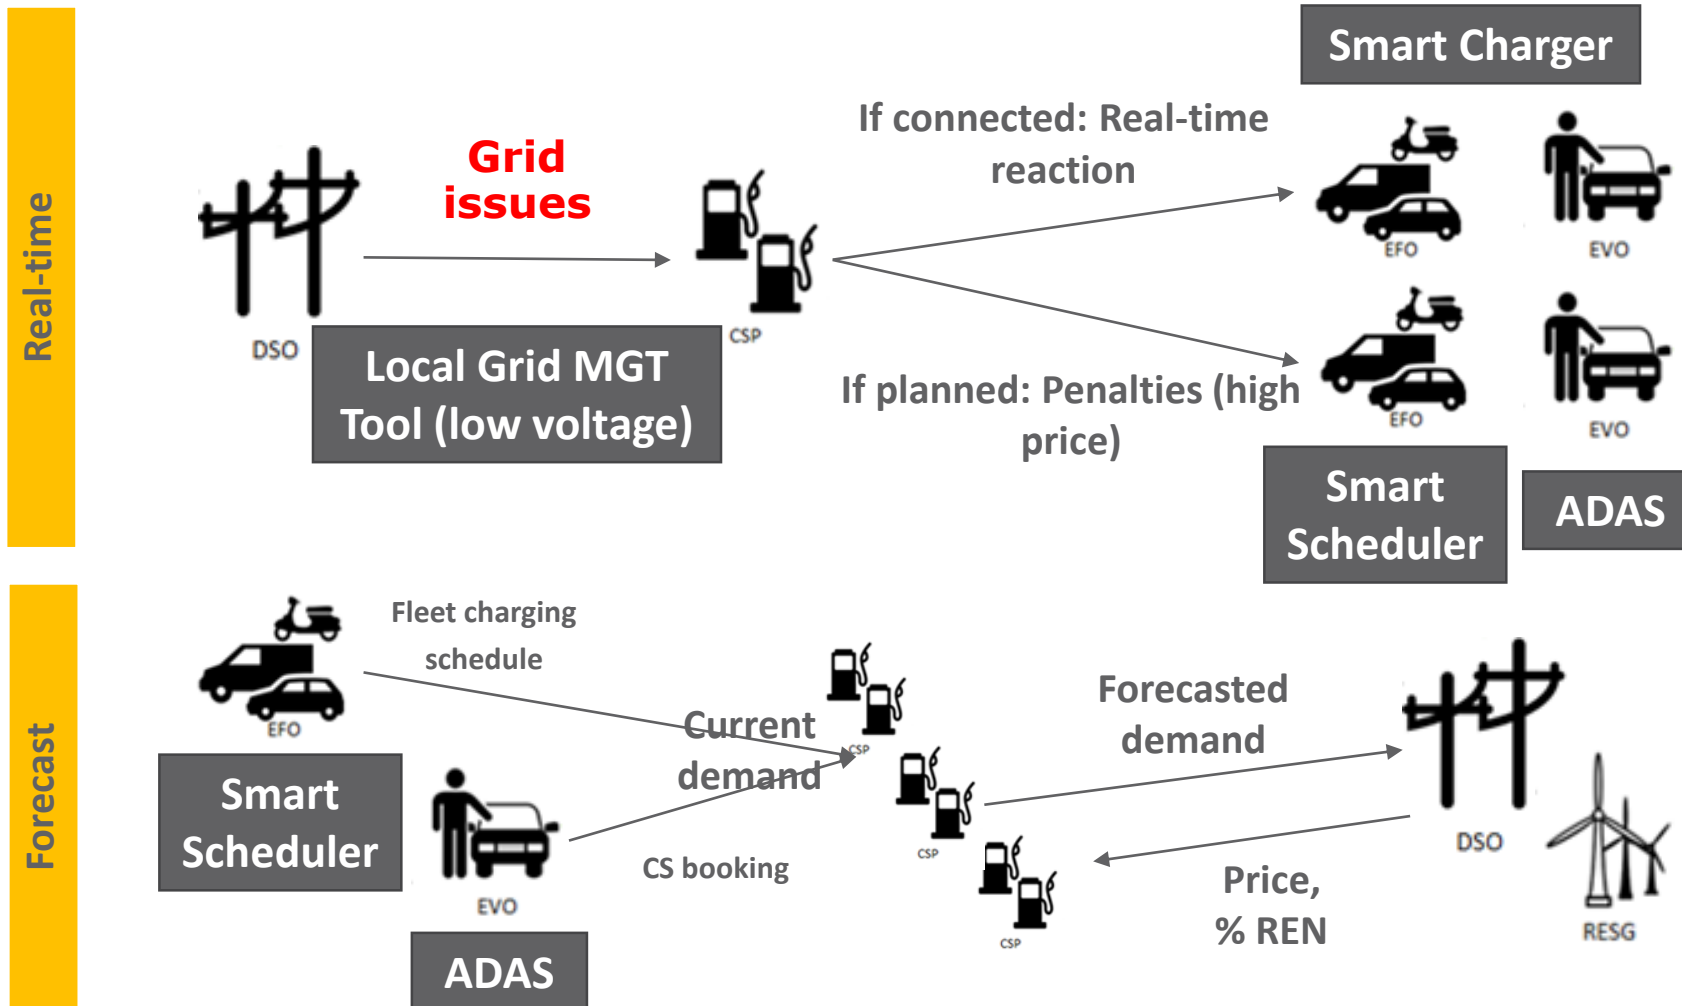 Real-time
Smart Charger
If connected: Real-time
reaction
Grid
issues
EFO
EVO
DSO
CSP
Local Grid MGT
Tool (low voltage)
If planned: Penalties (high
price)
EFO
EVO
Smart
Scheduler
ADAS
Forecast
Fleet charging
schedule
EFO
Smart
Scheduler
EVO
ADAS
Current
demand
CS booking
CSP
CSP
CSP
Forecasted
demand
Price,
% REN
DSO
RESG